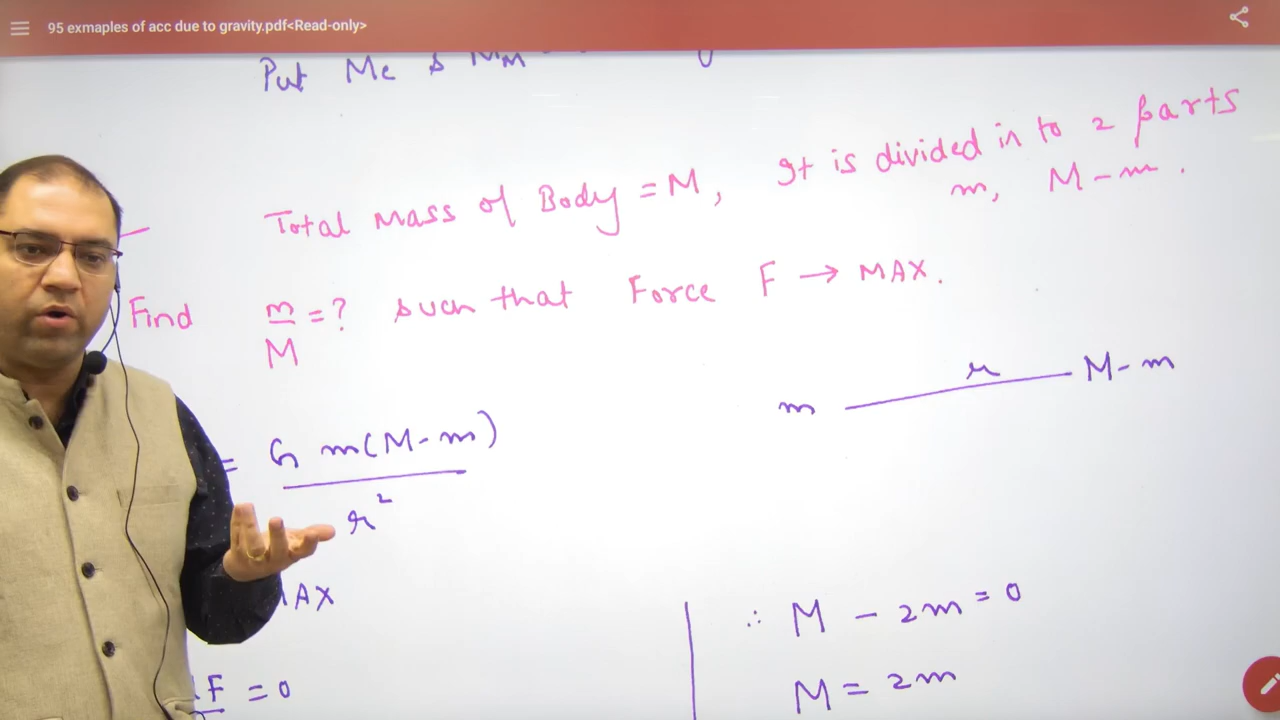 95 exmaples of acc due to gravity.pdf<Read-only>
Put Me &
Total Mass of Body = M, It is divided in to 2 parts
m, M-m.
Find m/M = ? such that Force F → MAX.
m r M-m
= G m(M-m)
r²
AX
F = 0
∴ M - 2m = 0
M = 2m